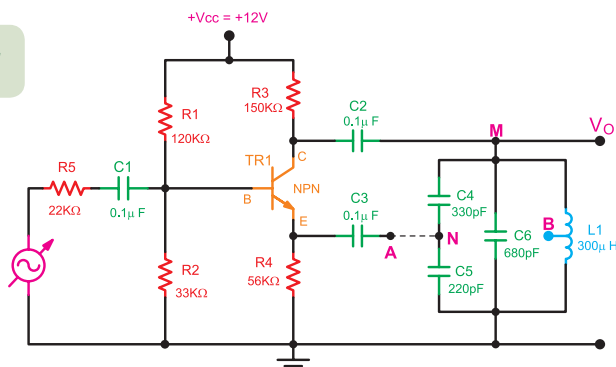 +Vcc = +12V
R3
150KΩ
R1
120KΩ
C2
0.1μ F
M
VO
TR1
C
NPN
B
E
R5
22KΩ
C1
0.1μ F
C3
0.1μ F
A
N
C4
330pF
C5
220pF
C6
680pF
B
L1
300μ H
R2
33KΩ
R4
56KΩ